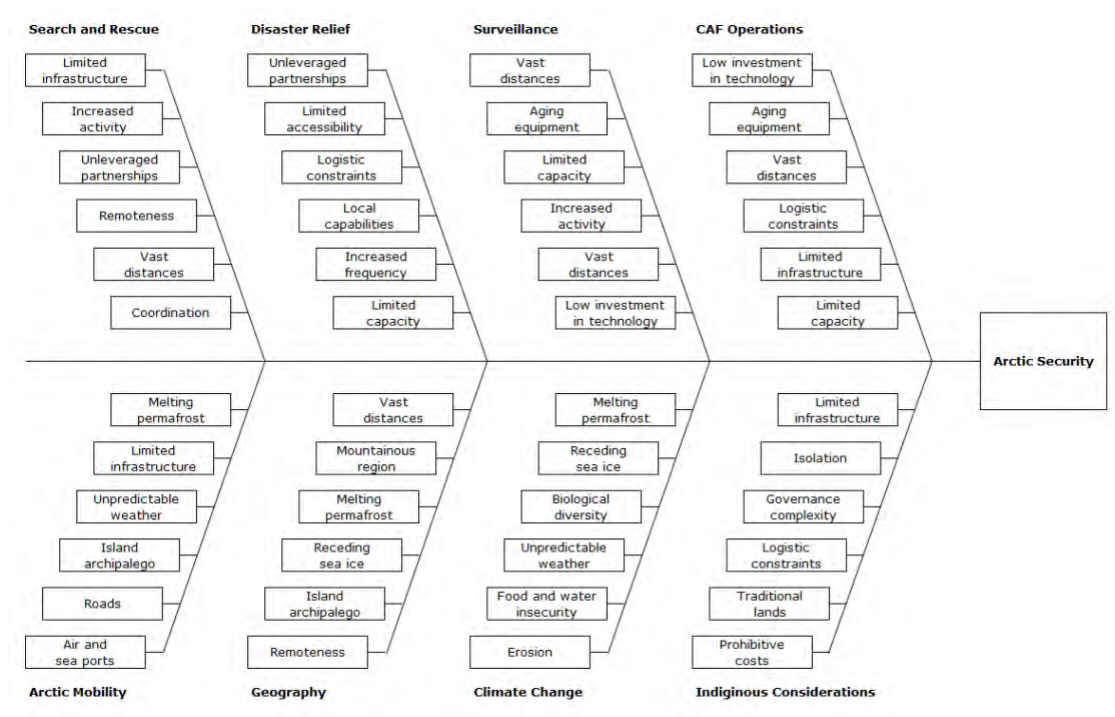 Search and Rescue
Limited
infrastructure
Increased
activity
Unleveraged
partnerships
Remoteness
Vast
distances
Coordination
Disaster Relief
Unleveraged
partnerships
Limited
accessibility
Logistic
constraints
Local
capabilities
Increased
frequency
Limited
capacity
Surveillance
Vast
distances
Aging
equipment
Limited
capacity
Increased
activity
Vast
distances
Low investment
in technology
CAF Operations
Low investment
in technology
Aging
equipment
Vast
distances
Logistic
constraints
Limited
infrastructure
Limited
capacity
Arctic Security
Melting
permafrost
Limited
infrastructure
Unpredictable
weather
Island
archipalego
Roads
Air and
sea ports
Arctic Mobility
Vast
distances
Mountainous
region
Melting
permafrost
Receding
sea ice
Island
archipalego
Remoteness
Geography
Melting
permafrost
Receding
sea ice
Biological
diversity
Unpredictable
weather
Food and water
insecurity
Erosion
Climate Change
Limited
infrastructure
Isolation
Governance
complexity
Logistic
constraints
Traditional
lands
Prohibitive
costs
Indiginous Considerations